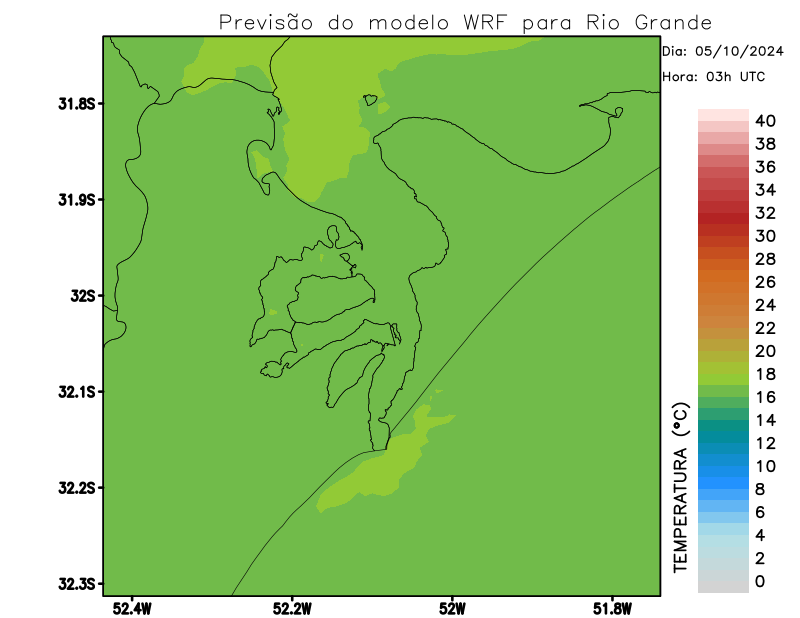 Previsão do modelo WRF para Rio Grande
Dia: 05/10/2024
Hora: 03h UTC
31.8S
31.9S
32S
32.1S
32.2S
32.3S
52.4W
52.2W
52W
51.8W
TEMPERATURA (°C)
40
38
36
34
32
30
28
26
24
22
20
18
16
14
12
10
8
6
4
2
0